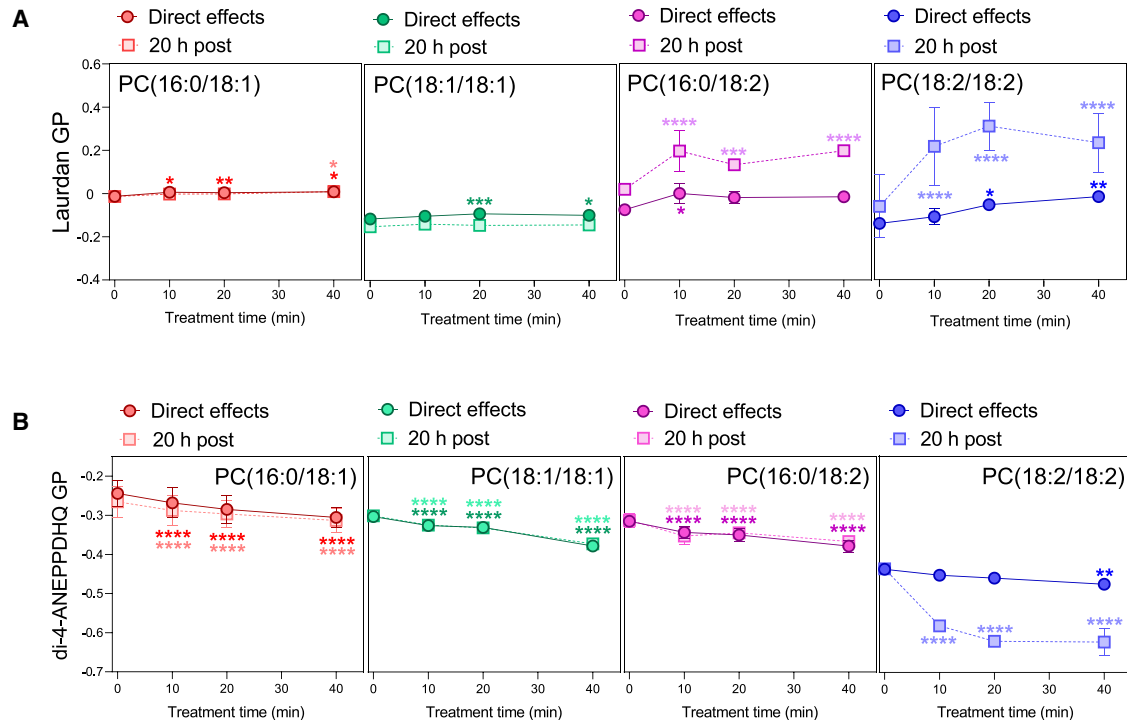 A
Direct effects Direct effects Direct effects Direct effects
20 h post 20 h post 20 h post 20 h post
PC(16:0/18:1) PC(18:1/18:1) PC(16:0/18:2) PC(18:2/18:2)
Laurdan GP
0.6
0.4
0.2
0
-0.2
-0.4
* ** * *
*** *
**** *** **** *
**** **** **** * **
0 10 20 30 40 0 10 20 30 40 0 10 20 30 40 0 10 20 30 40
Treatment time (min) Treatment time (min) Treatment time (min) Treatment time (min)
B
Direct effects Direct effects Direct effects Direct effects
20 h post 20 h post 20 h post 20 h post
PC(16:0/18:1) PC(18:1/18:1) PC(16:0/18:2) PC(18:2/18:2)
di-4-ANEPPDHQ GP
-0.2
-0.3
-0.4
-0.5
-0.6
-0.7
**** **** ****
**** **** ****
**** **** ****
**** **** ****
**** **** ****
**** **** ****
**
**** **** ****
0 10 20 30 40 0 10 20 30 40 0 10 20 30 40 0 10 20 30 40
Treatment time (min) Treatment time (min) Treatment time (min) Treatment time (min)